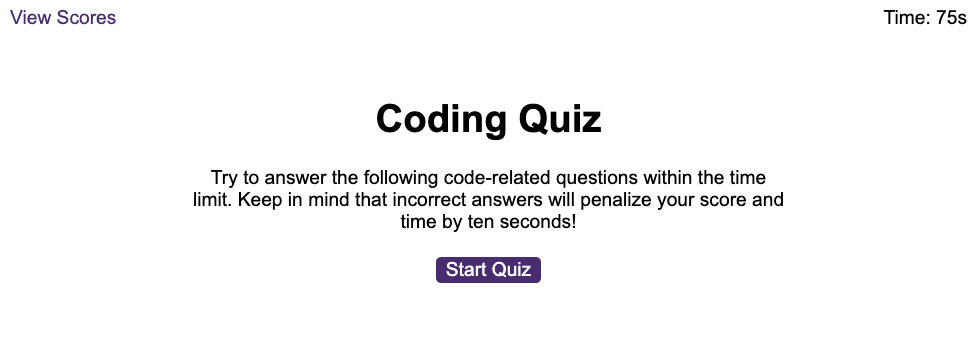 View Scores
Time: 75s
Coding Quiz
Try to answer the following code-related questions within the time
limit. Keep in mind that incorrect answers will penalize your score and
time by ten seconds!
Start Quiz